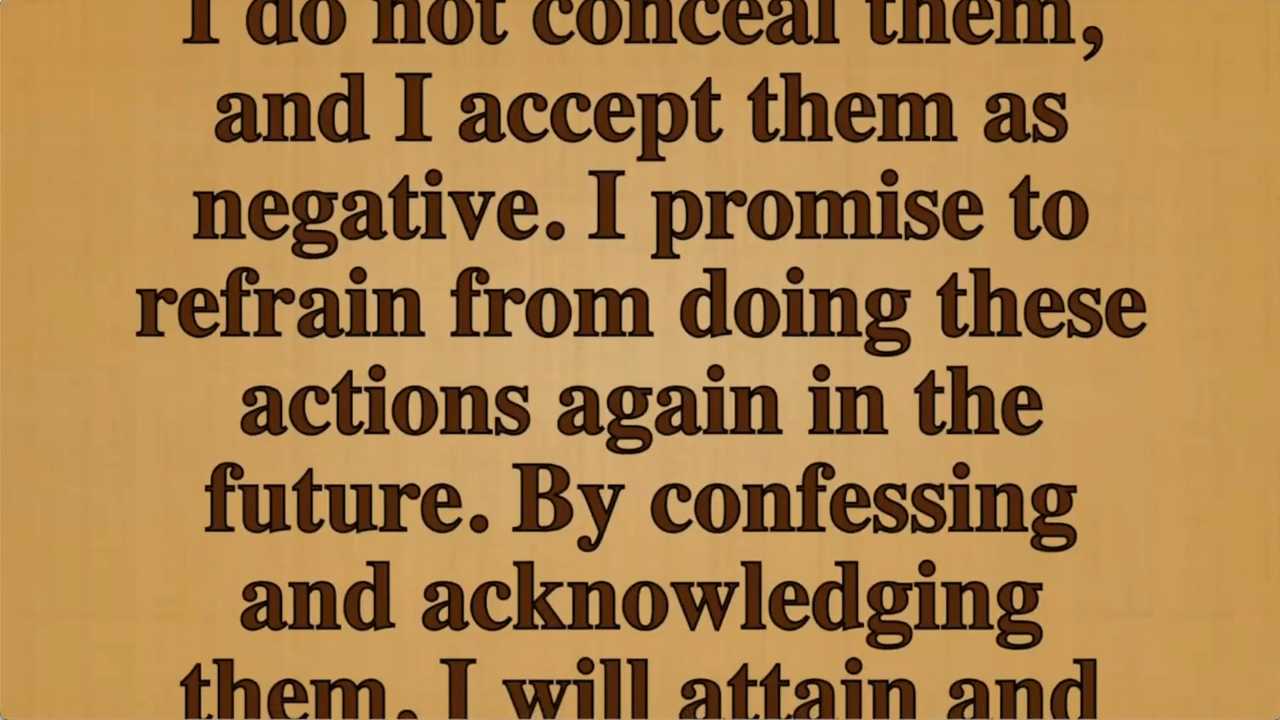 I do not conceal them,
and I accept them as
negative. I promise to
refrain from doing these
actions again in the
future. By confessing
and acknowledging
them, I will attain and